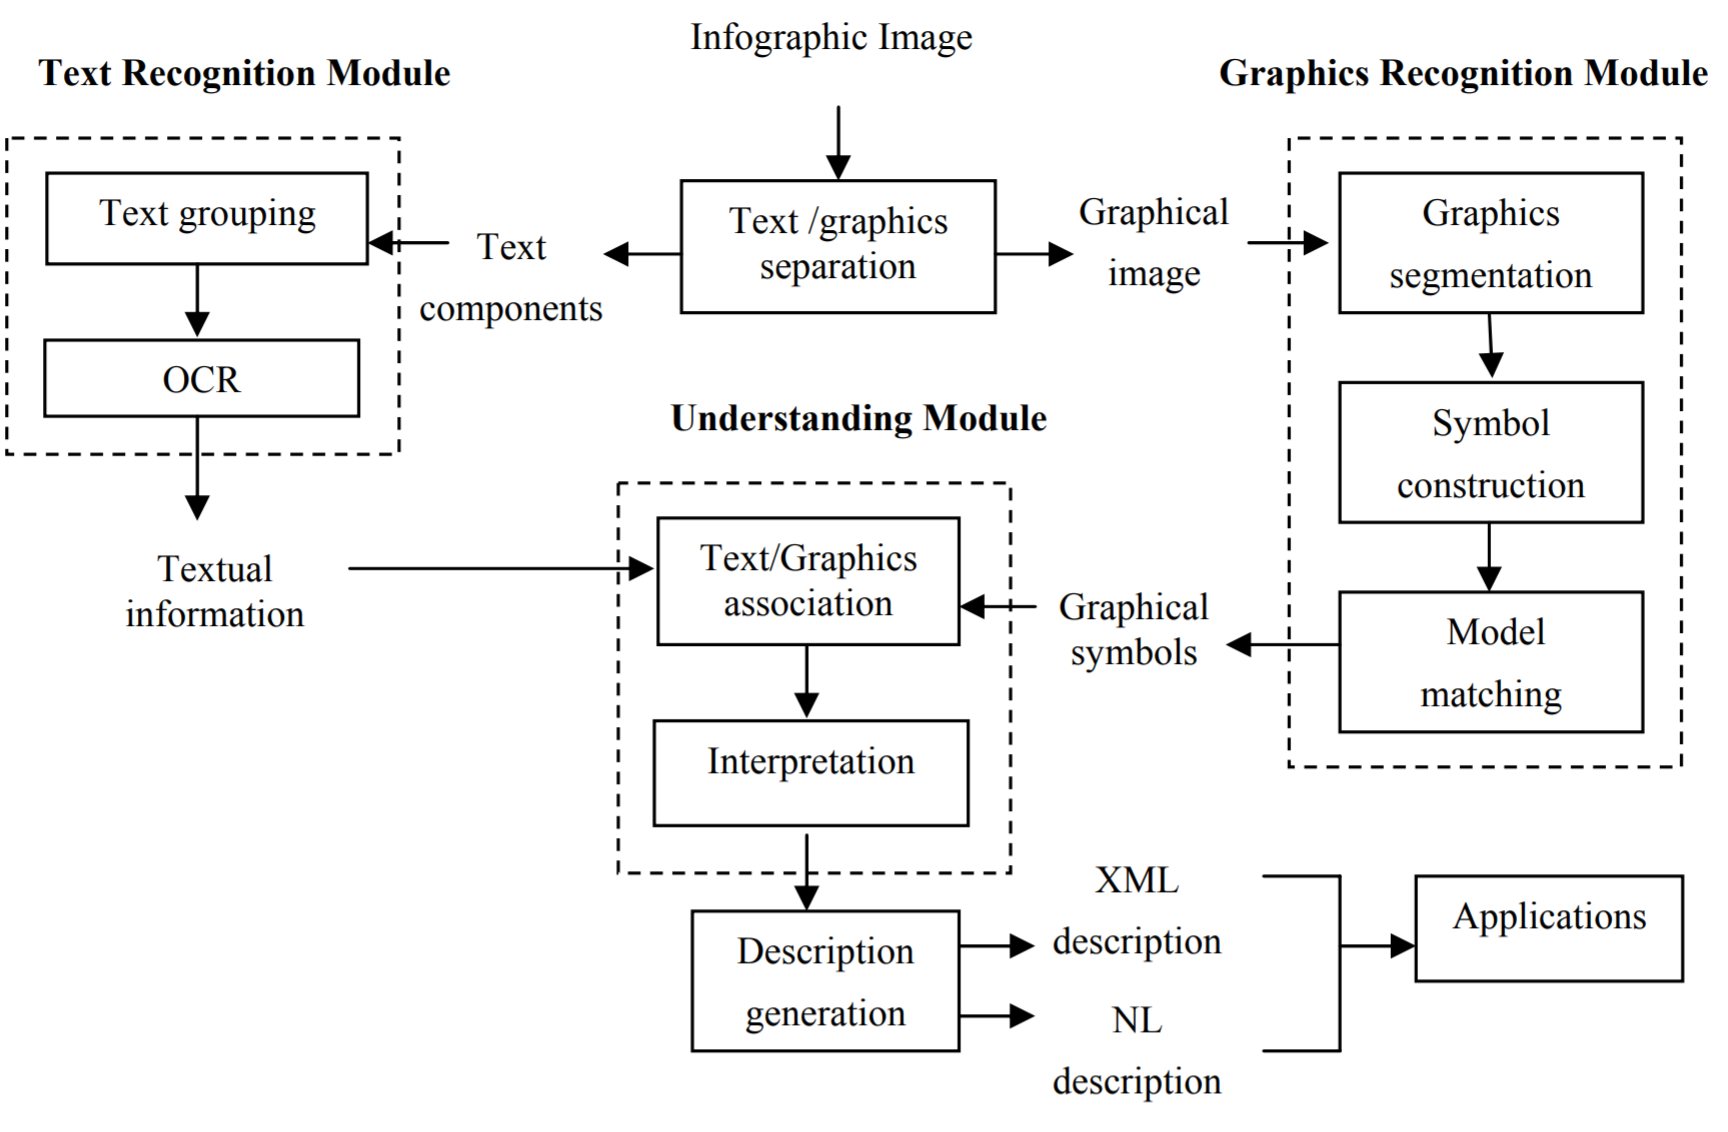 Infographic Image
Text Recognition Module
Graphics Recognition Module
Text grouping
OCR
Textual
information
Text
components
Text /graphics
separation
Graphical
image
Graphics
segmentation
Symbol
construction
Model
matching
Understanding Module
Text/Graphics
association
Graphical
symbols
Interpretation
Description
generation
XML
description
NL
description
Applications